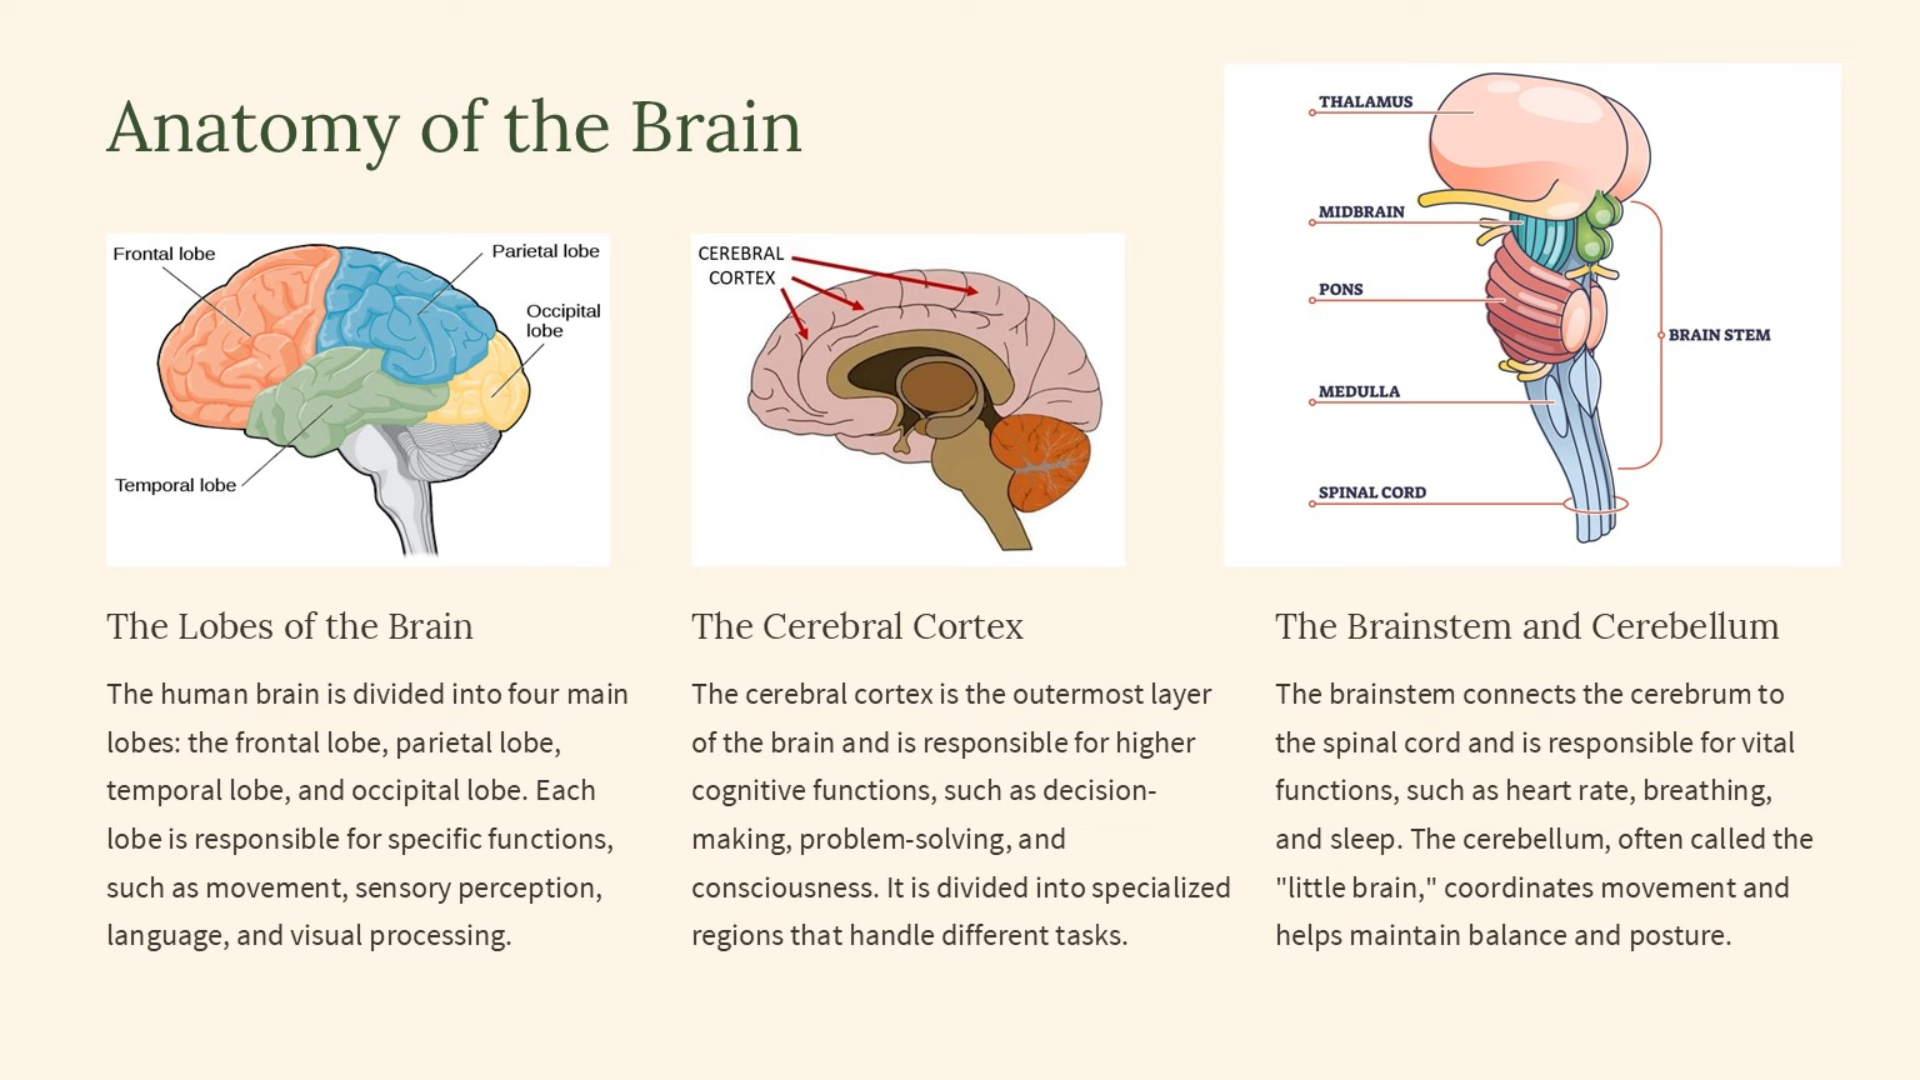 Anatomy of the Brain
Frontal lobe
Parietal lobe
Occipital
lobe
Temporal lobe
CEREBRAL
CORTEX
THALAMUS
MIDBRAIN
PONS
BRAIN STEM
MEDULLA
SPINAL CORD
The Lobes of the Brain
The human brain is divided into four main
lobes: the frontal lobe, parietal lobe,
temporal lobe, and occipital lobe. Each
lobe is responsible for specific functions,
such as movement, sensory perception,
language, and visual processing.
The Cerebral Cortex
The cerebral cortex is the outermost layer
of the brain and is responsible for higher
cognitive functions, such as decision-
making, problem-solving, and
consciousness. It is divided into specialized
regions that handle different tasks.
The Brainstem and Cerebellum
The brainstem connects the cerebrum to
the spinal cord and is responsible for vital
functions, such as heart rate, breathing,
and sleep. The cerebellum, often called the
"little brain," coordinates movement and
helps maintain balance and posture.